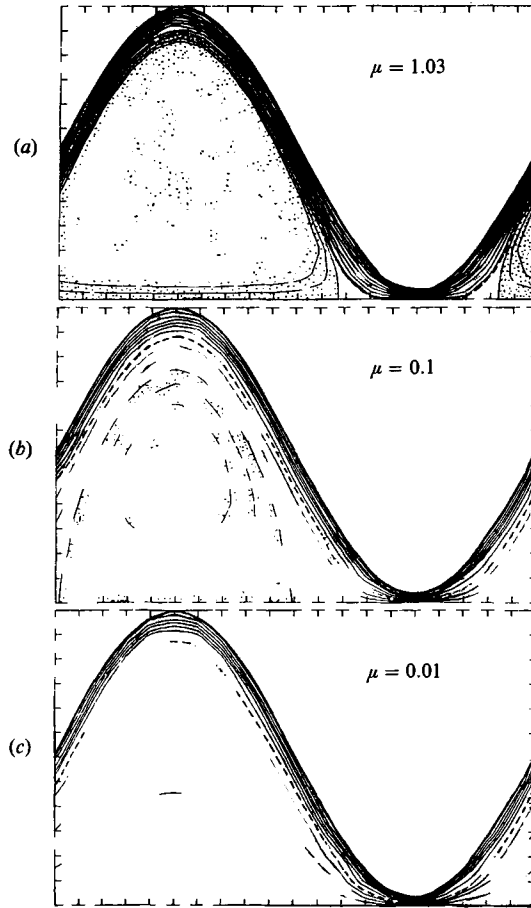 (a)
μ = 1.03
(b)
μ = 0.1
(c)
μ = 0.01